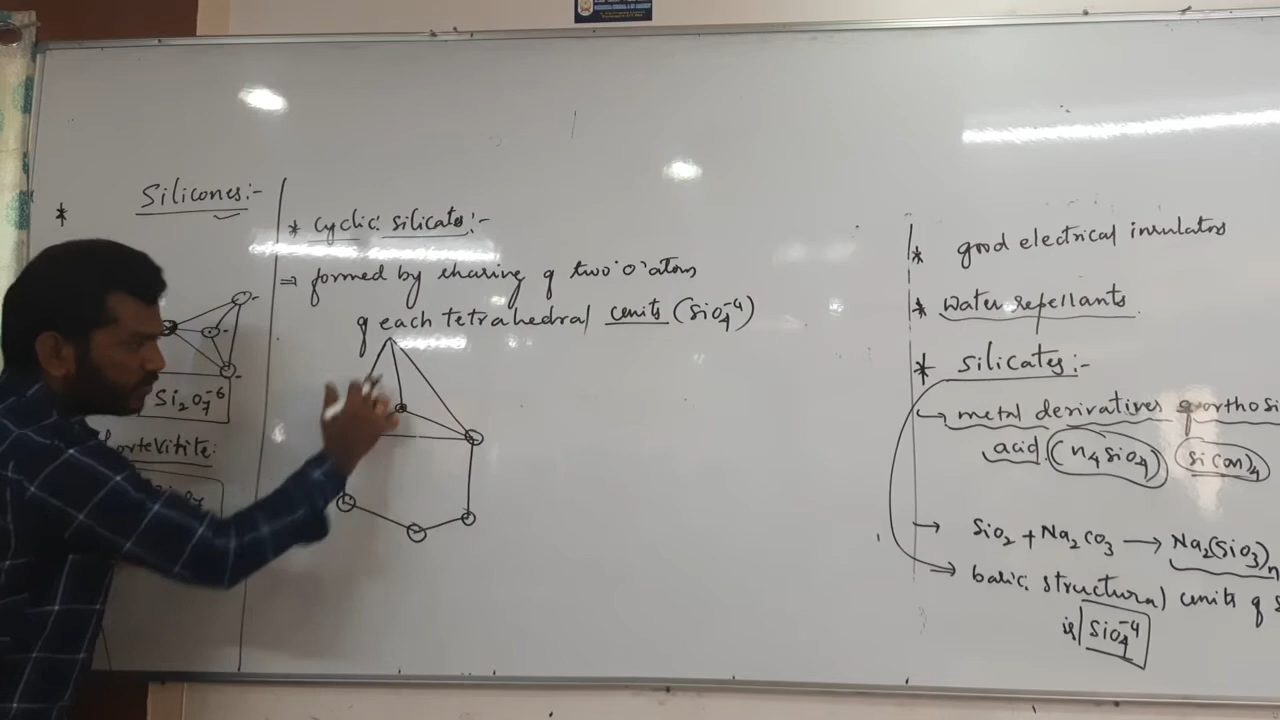 Silicones:-
*
Si₂O₇⁻⁶
* Cyclic silicates:-
⇒ formed by sharing of two 'O' atoms
of each tetrahedral units (SiO₄⁻⁴)
* good electrical insulators
* Water repellants
* silicates:-
→ metal derivatives of orthosi
acid (H₄SiO₄) Si(OH)₄
→ SiO₂ + Na₂CO₃ → Na₂(SiO₃)n
⇒ basic structural units of s
is SiO₄⁻⁴